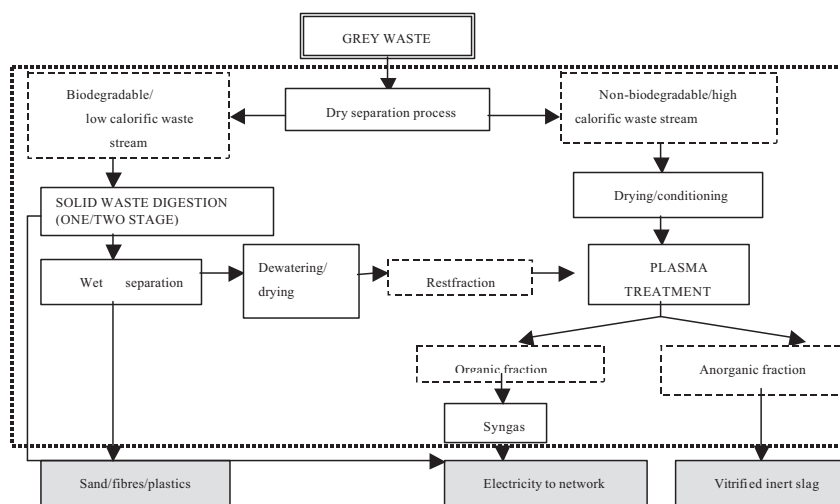 GREY WASTE
Biodegradable/
low calorific waste
stream
Dry separation process
Non-biodegradable/high
calorific waste stream
SOLID WASTE DIGESTION
(ONE/TWO STAGE)
Drying/conditioning
Wet separation
Dewatering/
drying
Restfraction
PLASMA
TREATMENT
Organic fraction
Anorganic fraction
Syngas
Sand/fibres/plastics
Electricity to network
Vitrified inert slag